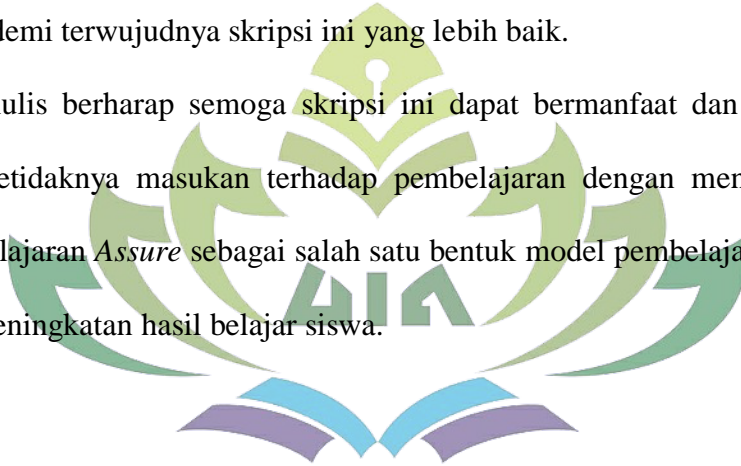 demi terwujudnya skripsi ini yang lebih baik.
ulis berharap semoga skripsi ini dapat bermanfaat dan
etidaknya masukan terhadap pembelajaran dengan men
lajaran Assure sebagai salah satu bentuk model pembelaja
eningkatan hasil belajar siswa.
UIN